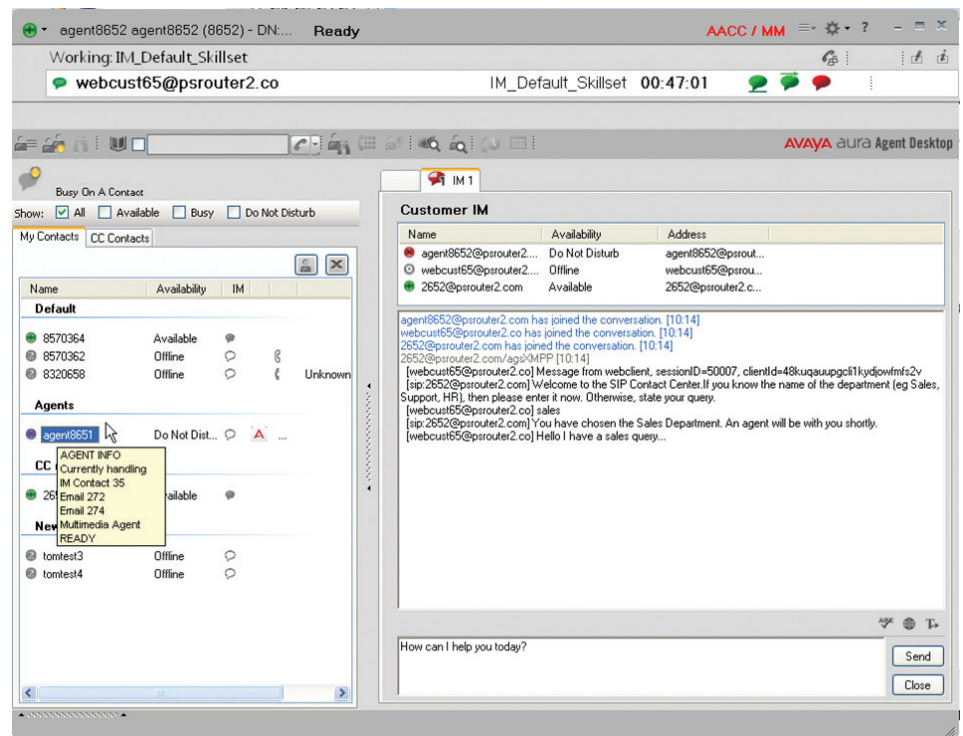 agent8652 agent8652 (8652) - DN:... Ready AACC / MM ?
Working: IM_Default_Skillset
webcust65@psrouter2.co IM_Default_Skillset 00:47:01
AVAYA aura Agent Desktop
Busy On A Contact
Show: All Available Busy Do Not Disturb
My Contacts CC Contacts
Name Availability IM
Default
8570364 Available
8570362 Offline
8320658 Offline Unknown
Agents
agent8651 Do Not Dist... A ...
AGENT INFO
Currently handling
IM Contact 35
Email 272
Email 274
Multimedia Agent
READY
CC
26 ailable
New
tomtest3 Offline
tomtest4 Offline
IM 1
Customer IM
Name Availability Address
agent8652@psrouter2.... Do Not Disturb agent8652@psrout...
webcust65@psrouter2.... Offline webcust65@psrou...
2652@psrouter2.com Available 2652@psrouter2.c...
agent8652@psrouter2.com has joined the conversation. [10:14]
webcust65@psrouter2.co has joined the conversation. [10:14]
2652@psrouter2.com has joined the conversation. [10:14]
2652@psrouter2.com/agsXMPP [10:14]
[webcust65@psrouter2.co] Message from webclient, sessionID=50007, clientId=48kuqauupgcli1kydjowfmfs2v
[sip:2652@psrouter2.com] Welcome to the SIP Contact Center.If you know the name of the department (eg Sales,
Support, HR), then please enter it now. Otherwise, state your query.
[webcust65@psrouter2.co] sales
[sip:2652@psrouter2.com] You have chosen the Sales Department. An agent will be with you shortly.
[webcust65@psrouter2.co] Hello I have a sales query...
How can I help you today?
Send
Close